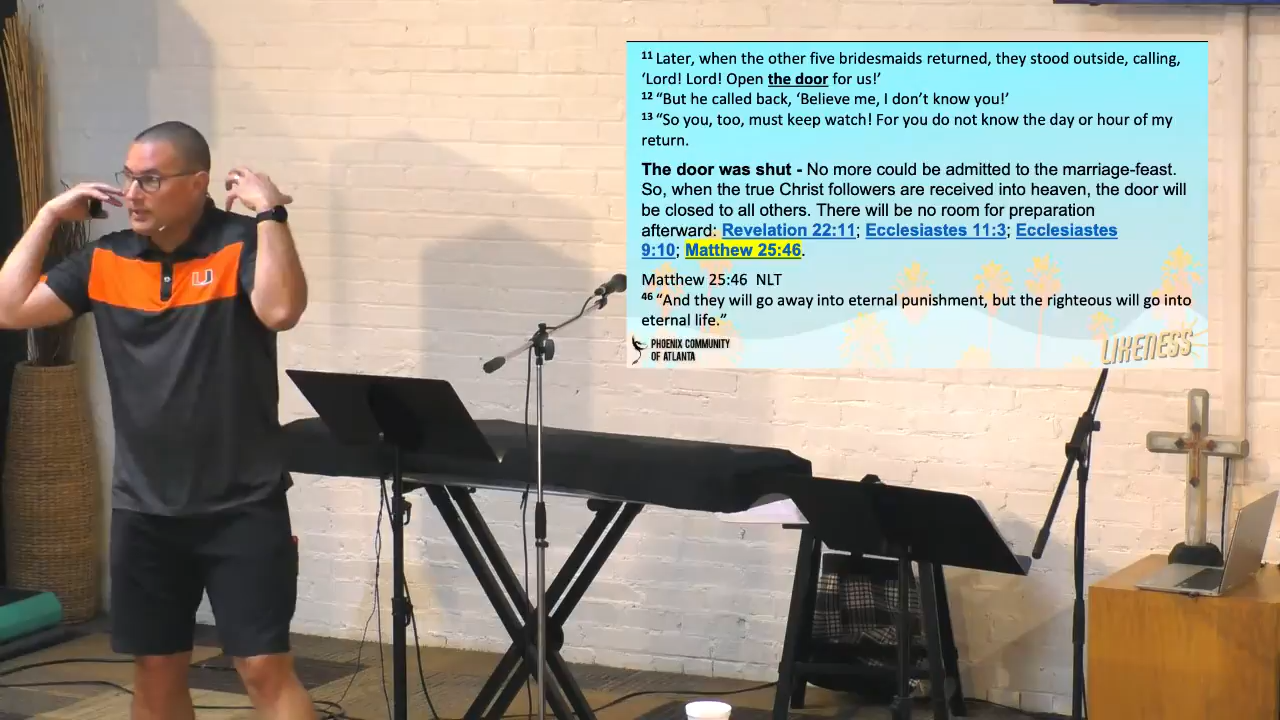 ¹¹ Later, when the other five bridesmaids returned, they stood outside, calling,
‘Lord! Lord! Open the door for us!’
¹² “But he called back, ‘Believe me, I don’t know you!’
¹³ “So you, too, must keep watch! For you do not know the day or hour of my
return.
The door was shut - No more could be admitted to the marriage-feast.
So, when the true Christ followers are received into heaven, the door will
be closed to all others. There will be no room for preparation
afterward: Revelation 22:11; Ecclesiastes 11:3; Ecclesiastes
9:10; Matthew 25:46.
Matthew 25:46 NLT
⁴⁶ “And they will go away into eternal punishment, but the righteous will go into
eternal life.”
PHOENIX COMMUNITY
OF ATLANTA
LIKENESS
U